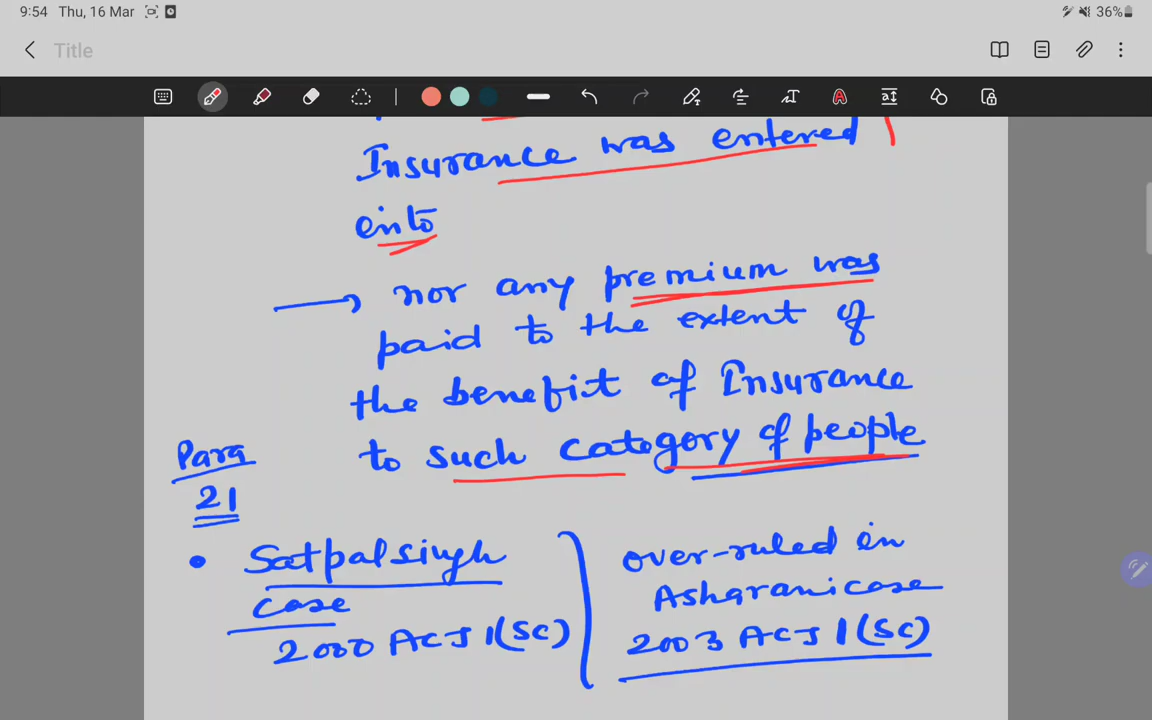 9:54 Thu, 16 Mar 36%
Title
Insurance was entered
into
nor any premium was
paid to the extent of
the benefit of Insurance
to such category of people
Para
21
• Satpalsingh
case
2000 ACJ 1(SC)
over-ruled in
Asharani case
2003 ACJ 1(SC)